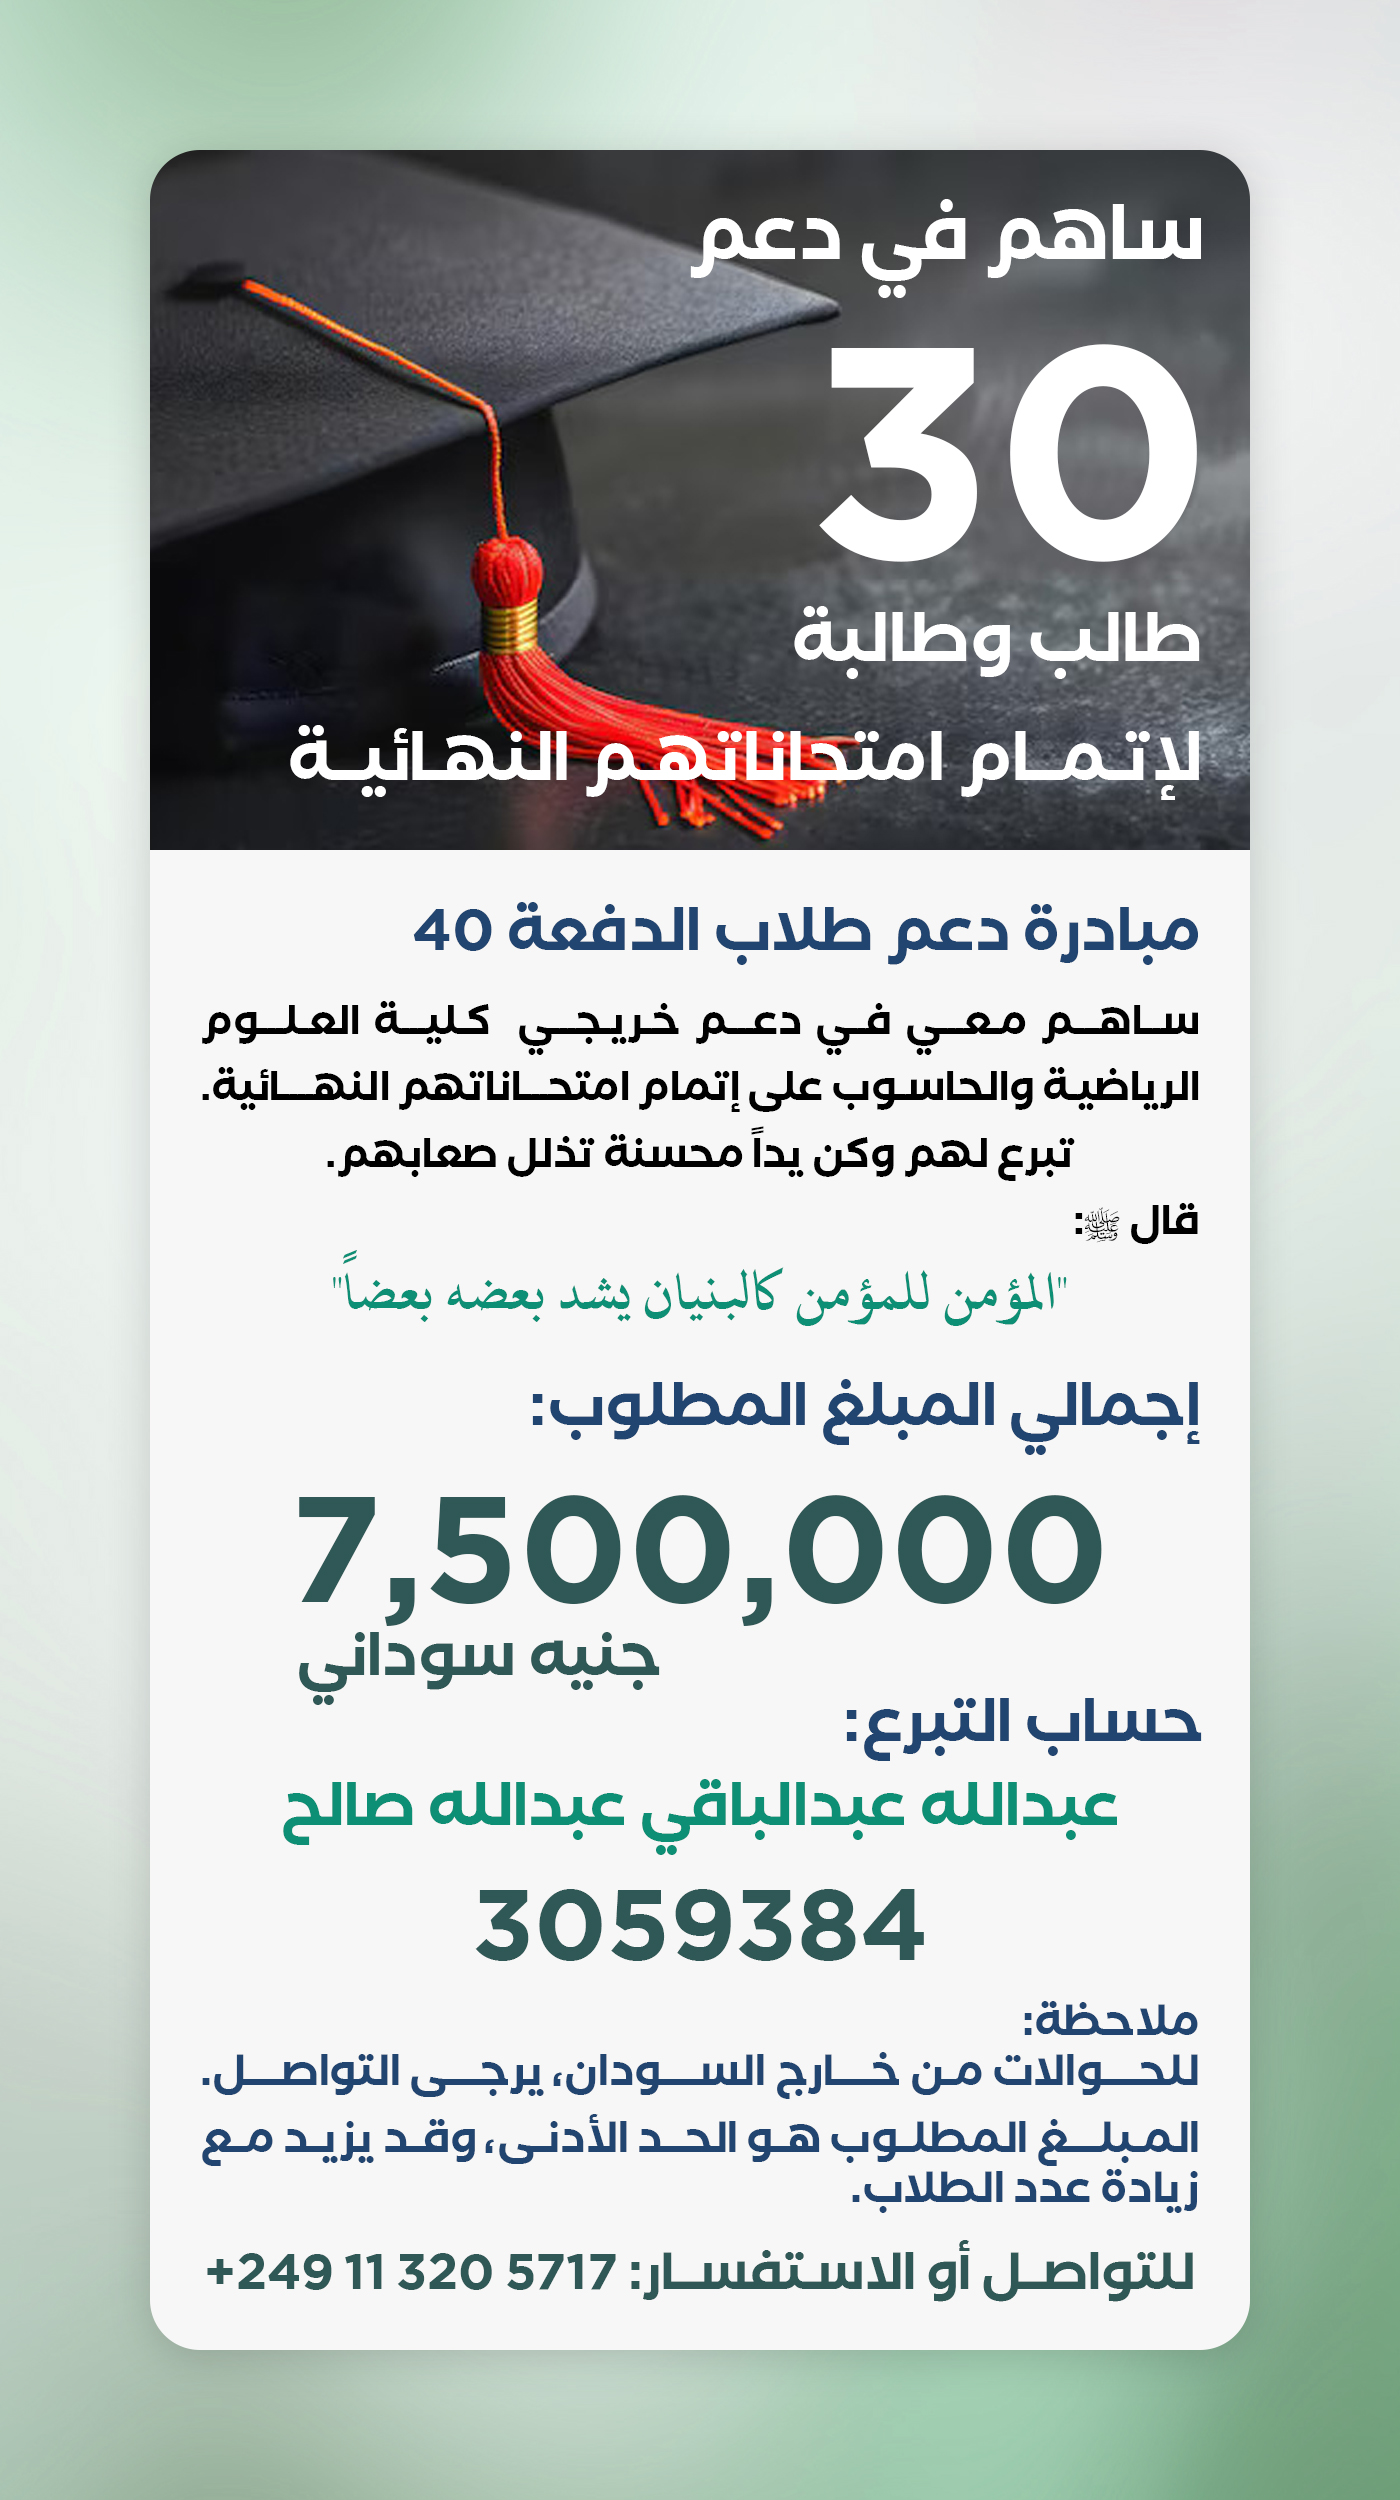 ساهم في دعم
30
طالب وطالبة
لإتمام امتحاناتهم النهائية
مبادرة دعم طلاب الدفعة 40
ساهم معي في دعم خريجي كلية العلوم
الرياضية والحاسوب على إتمام امتحاناتهم النهائية.
تبرع لهم وكن يداً محسنة تذلل صعابهم.
قال ﷺ:
"المؤمن للمؤمن كالبنيان يشد بعضه بعضاً"
إجمالي المبلغ المطلوب:
7,500,000
جنيه سوداني
حساب التبرع:
عبدالله عبدالباقي عبدالله صالح
3059384
ملاحظة:
للحوالات من خارج السودان، يرجى التواصل.
المبلغ المطلوب هو الحد الأدنى، وقد يزيد مع
زيادة عدد الطلاب.
للتواصل أو الاستفسار: 5717 320 11 249+